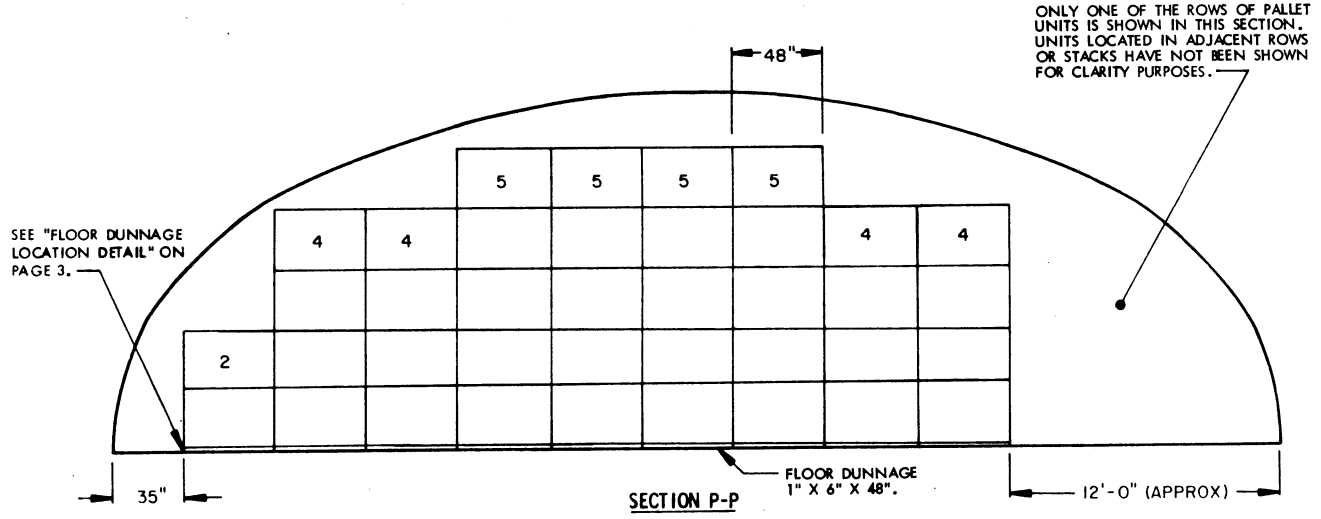 ONLY ONE OF THE ROWS OF PALLET
UNITS IS SHOWN IN THIS SECTION.
UNITS LOCATED IN ADJACENT ROWS
OR STACKS HAVE NOT BEEN SHOWN
FOR CLARITY PURPOSES.
48"
5 5 5 5
4 4 4 4
SEE "FLOOR DUNNAGE
LOCATION DETAIL" ON
PAGE 3.
2
FLOOR DUNNAGE
1" X 6" X 48".
35"
12'-0" (APPROX)
SECTION P-P